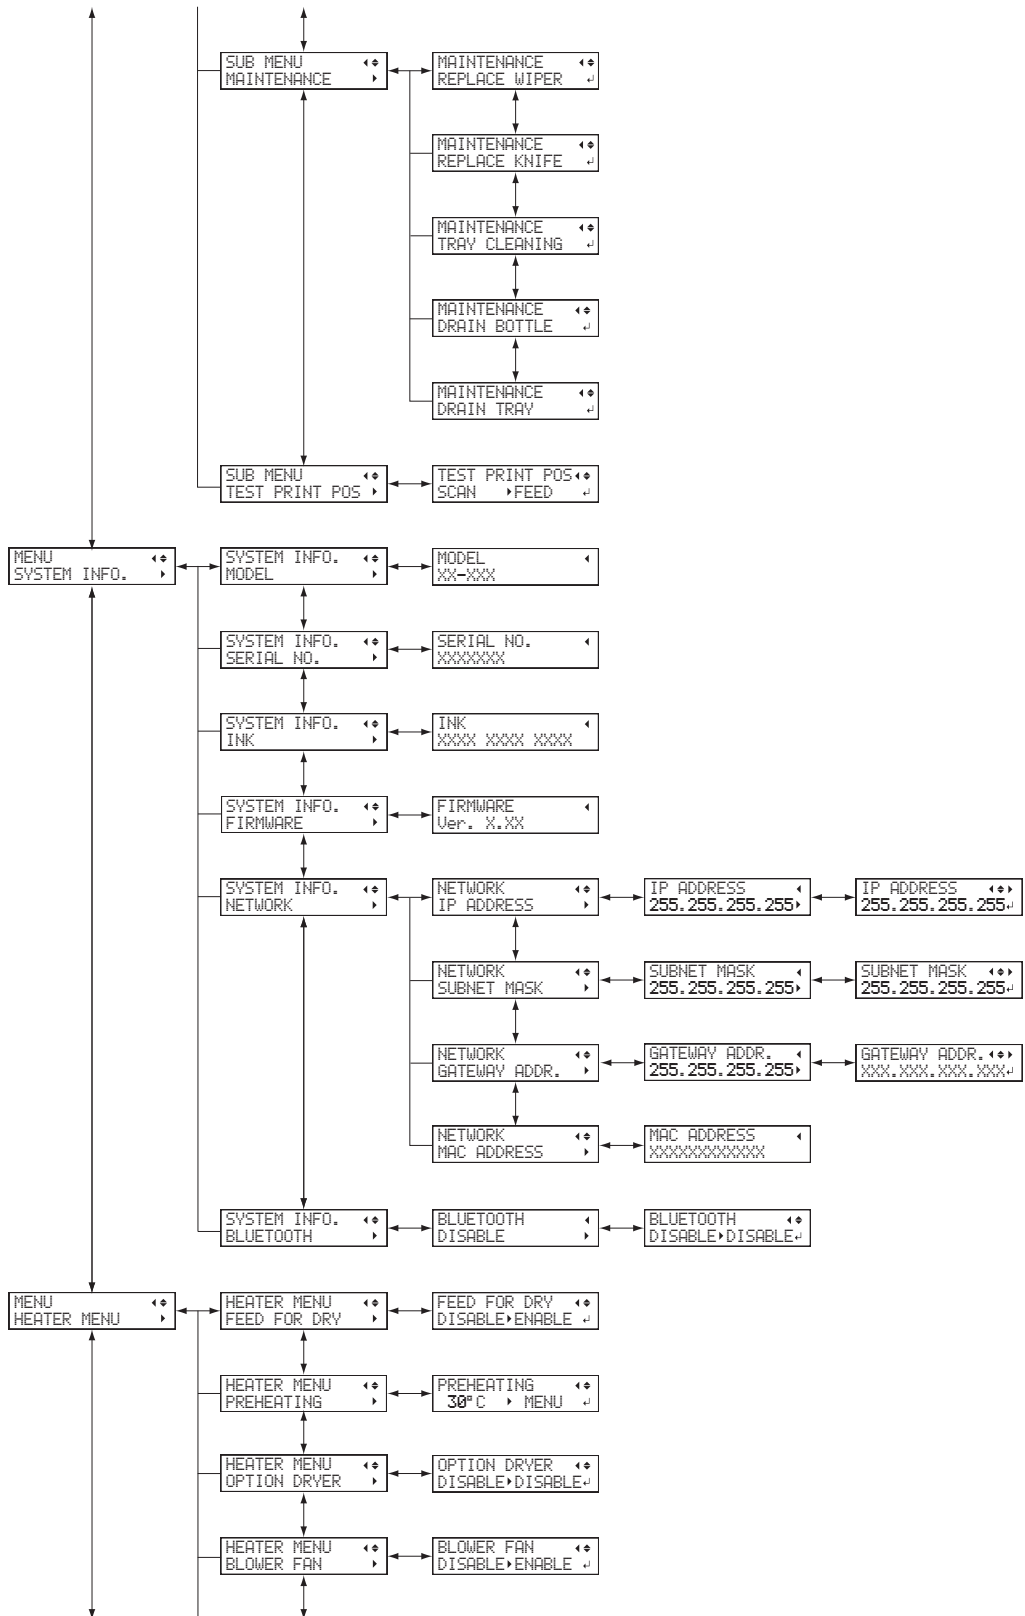 SUB MENU
MAINTENANCE
MAINTENANCE
REPLACE WIPER
MAINTENANCE
REPLACE KNIFE
MAINTENANCE
TRAY CLEANING
MAINTENANCE
DRAIN BOTTLE
MAINTENANCE
DRAIN TRAY
SUB MENU
TEST PRINT POS
TEST PRINT POS
SCAN FEED
MENU
SYSTEM INFO.
SYSTEM INFO.
MODEL
MODEL
XX-XXX
SYSTEM INFO.
SERIAL NO.
SERIAL NO.
XXXXXXX
SYSTEM INFO.
INK
INK
XXXX XXXX XXXX
SYSTEM INFO.
FIRMWARE
FIRMWARE
Ver. X.XX
SYSTEM INFO.
NETWORK
NETWORK
IP ADDRESS
IP ADDRESS
255.255.255.255
IP ADDRESS
255.255.255.255
NETWORK
SUBNET MASK
SUBNET MASK
255.255.255.255
SUBNET MASK
255.255.255.255
NETWORK
GATEWAY ADDR.
GATEWAY ADDR.
255.255.255.255
GATEWAY ADDR.
XXX.XXX.XXX.XXX
NETWORK
MAC ADDRESS
MAC ADDRESS
XXXXXXXXXXXX
SYSTEM INFO.
BLUETOOTH
BLUETOOTH
DISABLE
BLUETOOTH
DISABLE DISABLE
MENU
HEATER MENU
HEATER MENU
FEED FOR DRY
FEED FOR DRY
DISABLE ENABLE
HEATER MENU
PREHEATING
PREHEATING
30°C MENU
HEATER MENU
OPTION DRYER
OPTION DRYER
DISABLE DISABLE
HEATER MENU
BLOWER FAN
BLOWER FAN
DISABLE ENABLE